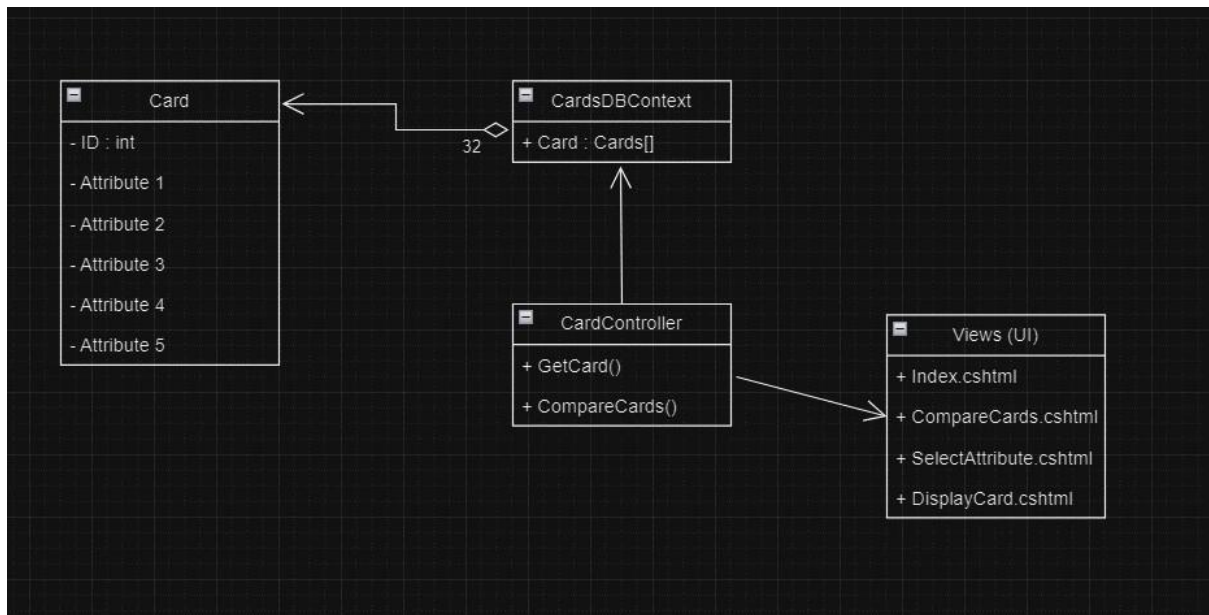 Card
- ID : int
- Attribute 1
- Attribute 2
- Attribute 3
- Attribute 4
- Attribute 5
32
CardsDBContext
+ Card : Cards[]
CardController
+ GetCard()
+ CompareCards()
Views (UI)
+ Index.cshtml
+ CompareCards.cshtml
+ SelectAttribute.cshtml
+ DisplayCard.cshtml